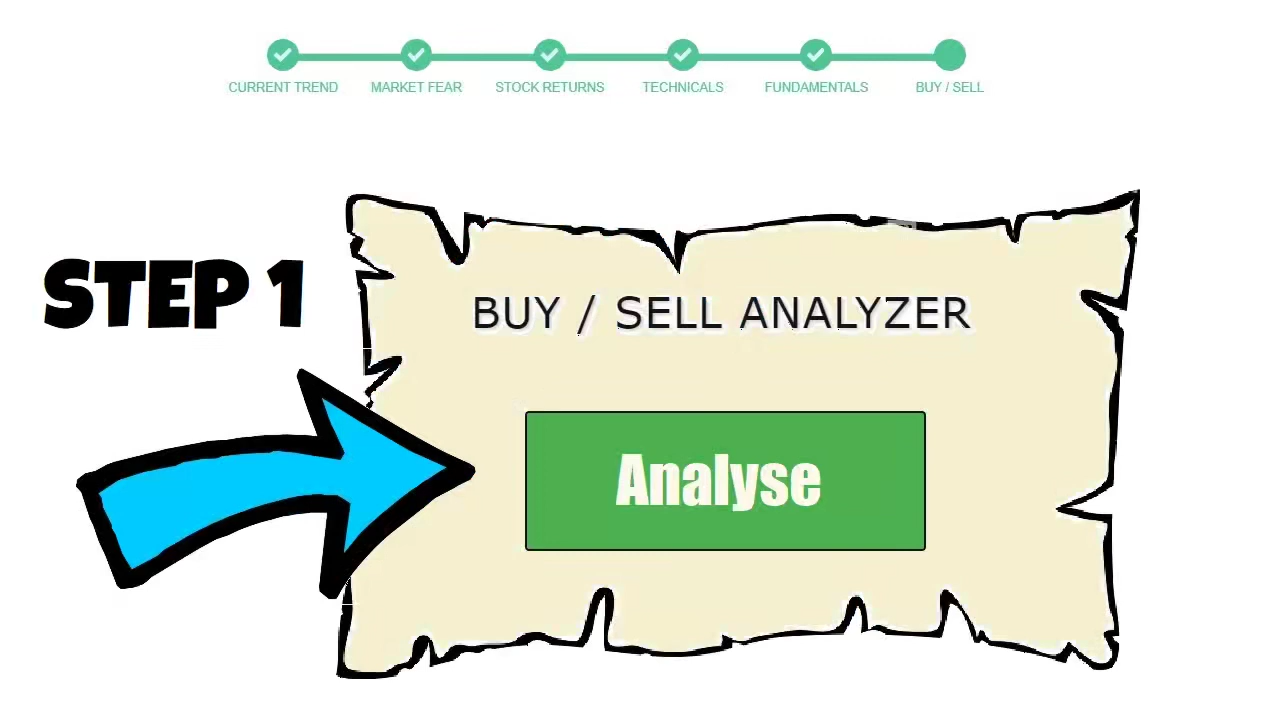 CURRENT TREND MARKET FEAR STOCK RETURNS TECHNICALS FUNDAMENTALS BUY / SELL
STEP 1
BUY / SELL ANALYZER
Analyse